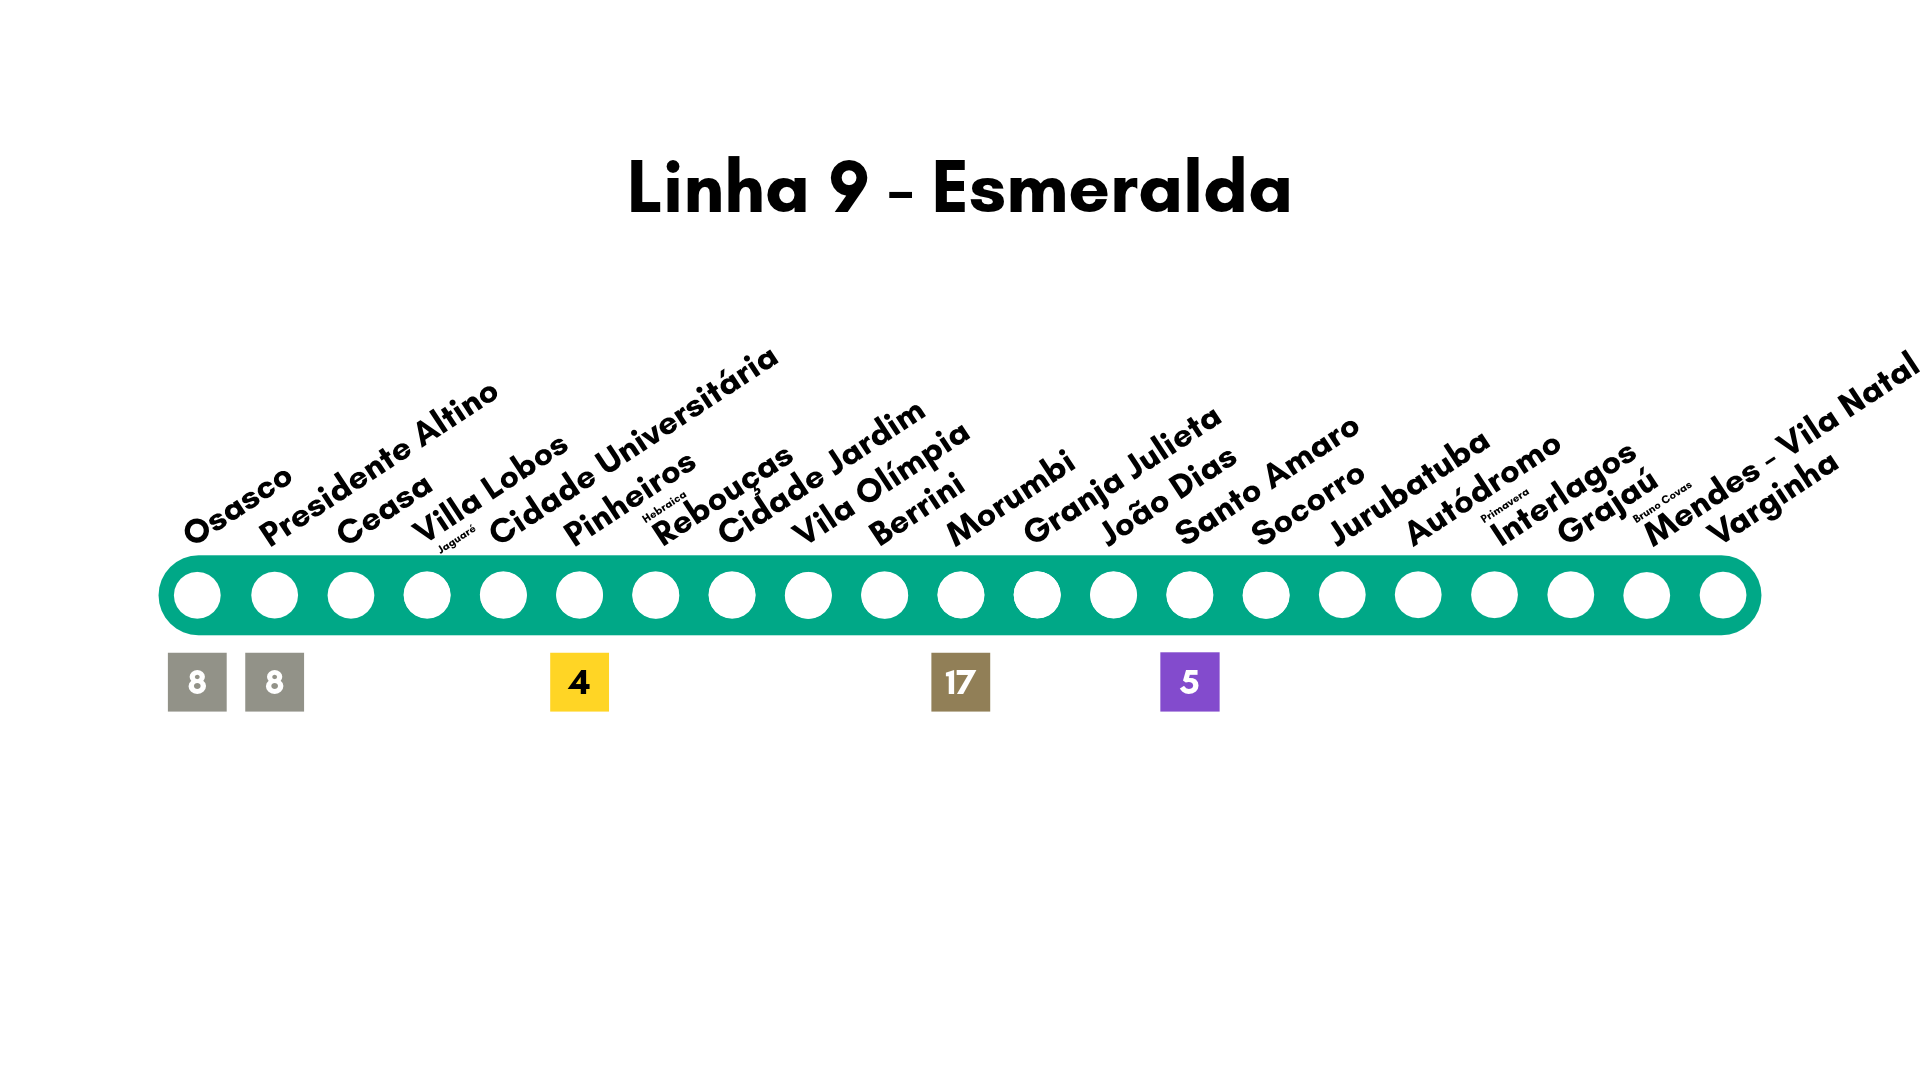 Linha 9 - Esmeralda
Osasco
Presidente Altino
Ceasa
Villa Lobos
Jaguaré
Cidade Universitária
Pinheiros
Hebraica
Rebouças
Cidade Jardim
Vila Olímpia
Berrini
Morumbi
Granja Julieta
João Dias
Santo Amaro
Socorro
Jurubatuba
Autódromo
Primavera
Interlagos
Grajaú
Bruno Covas
Mendes - Vila Natal
Varginha
8
8
4
17
5